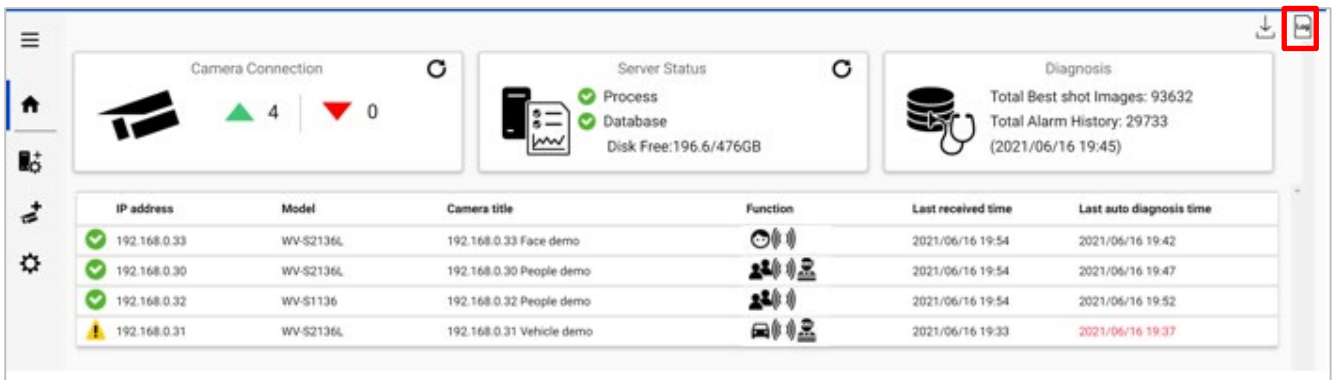 Log
Camera Connection
4
0
Server Status
Process
Database
Disk Free:196.6/476GB
Diagnosis
Total Best shot Images: 93632
Total Alarm History: 29733
(2021/06/16 19:45)
IP address Model Camera title Function Last received time Last auto diagnosis time
192.168.0.33 WV-S2136L 192.168.0.33 Face demo 2021/06/16 19:54 2021/06/16 19:42
192.168.0.30 WV-S2136L 192.168.0.30 People demo 2021/06/16 19:54 2021/06/16 19:47
192.168.0.32 WV-S1136 192.168.0.32 People demo 2021/06/16 19:54 2021/06/16 19:52
192.168.0.31 WV-S2136L 192.168.0.31 Vehicle demo 2021/06/16 19:33 2021/06/16 19:37